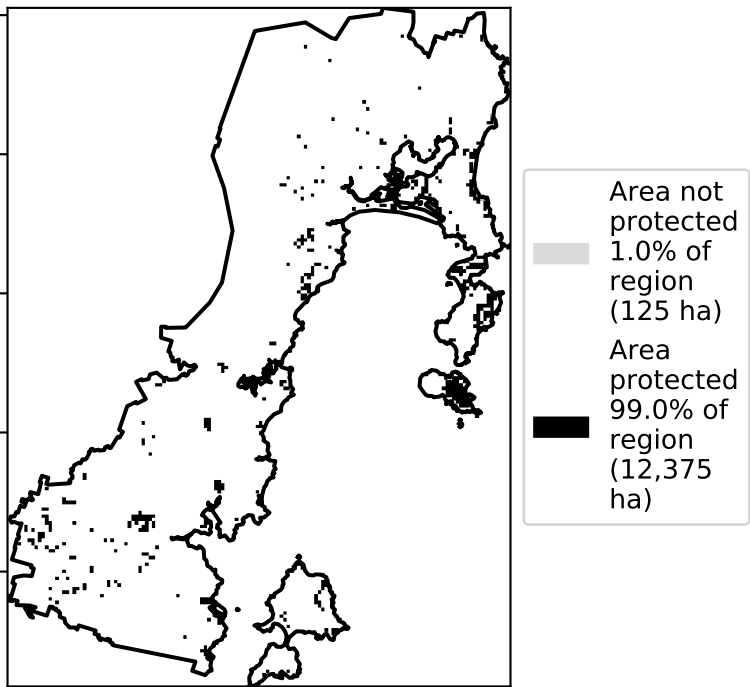 Area not
protected
1.0% of
region
(125 ha)
Area
protected
99.0% of
region
(12,375
ha)